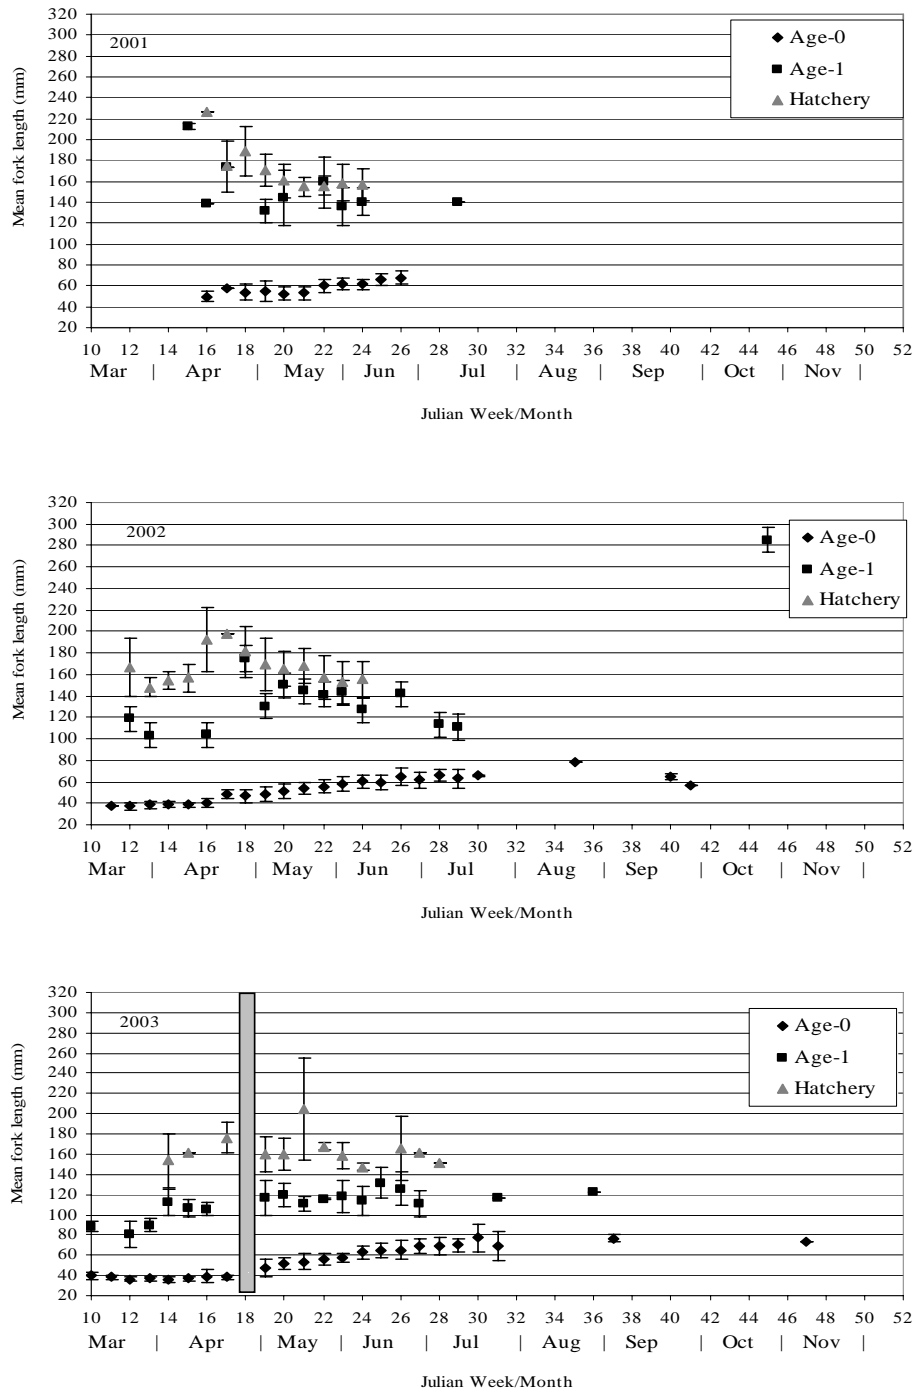 320
300
280
260
240
220
200
180
160
140
120
100
80
60
40
20
Mean fork length (mm)
2001
Age-0
Age-1
Hatchery
10 12 14 16 18 20 22 24 26 28 30 32 34 36 38 40 42 44 46 48 50 52
Mar | Apr | May | Jun | Jul | Aug | Sep | Oct | Nov |
Julian Week/Month
320
300
280
260
240
220
200
180
160
140
120
100
80
60
40
20
Mean fork length (mm)
2002
Age-0
Age-1
Hatchery
10 12 14 16 18 20 22 24 26 28 30 32 34 36 38 40 42 44 46 48 50 52
Mar | Apr | May | Jun | Jul | Aug | Sep | Oct | Nov |
Julian Week/Month
320
300
280
260
240
220
200
180
160
140
120
100
80
60
40
20
Mean fork length (mm)
2003
Age-0
Age-1
Hatchery
10 12 14 16 18 20 22 24 26 28 30 32 34 36 38 40 42 44 46 48 50 52
Mar | Apr | May | Jun | Jul | Aug | Sep | Oct | Nov |
Julian Week/Month